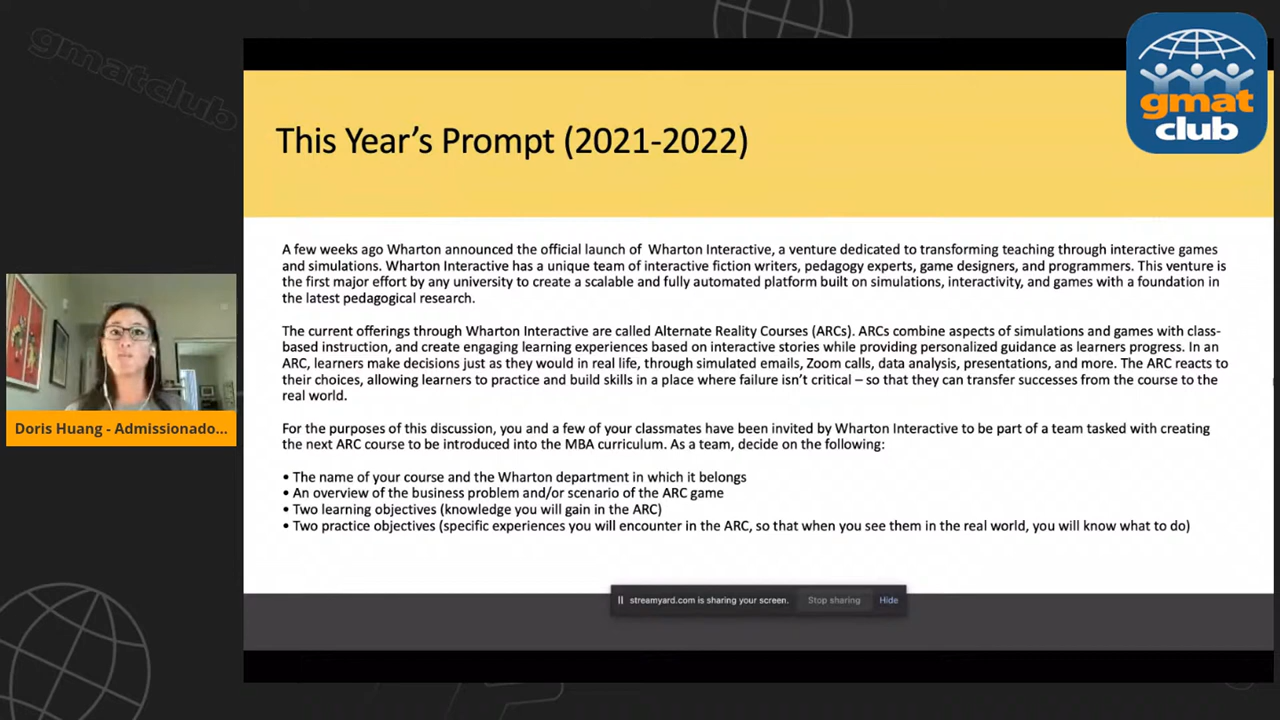 gmatclub
gmat
club
This Year's Prompt (2021-2022)
A few weeks ago Wharton announced the official launch of  Wharton Interactive, a venture dedicated to transforming teaching through interactive games
and simulations. Wharton Interactive has a unique team of interactive fiction writers, pedagogy experts, game designers, and programmers. This venture is
the first major effort by any university to create a scalable and fully automated platform built on simulations, interactivity, and games with a foundation in
the latest pedagogical research.
The current offerings through Wharton Interactive are called Alternate Reality Courses (ARCs). ARCs combine aspects of simulations and games with class-
based instruction, and create engaging learning experiences based on interactive stories while providing personalized guidance as learners progress. In an
ARC, learners make decisions just as they would in real life, through simulated emails, Zoom calls, data analysis, presentations, and more. The ARC reacts to
their choices, allowing learners to practice and build skills in a place where failure isn't critical – so that they can transfer successes from the course to the
real world.
For the purposes of this discussion, you and a few of your classmates have been invited by Wharton Interactive to be part of a team tasked with creating
the next ARC course to be introduced into the MBA curriculum. As a team, decide on the following:
• The name of your course and the Wharton department in which it belongs
• An overview of the business problem and/or scenario of the ARC game
• Two learning objectives (knowledge you will gain in the ARC)
• Two practice objectives (specific experiences you will encounter in the ARC, so that when you see them in the real world, you will know what to do)
Doris Huang - Admissionado...
streamyard.com is sharing your screen.
Stop sharing
Hide